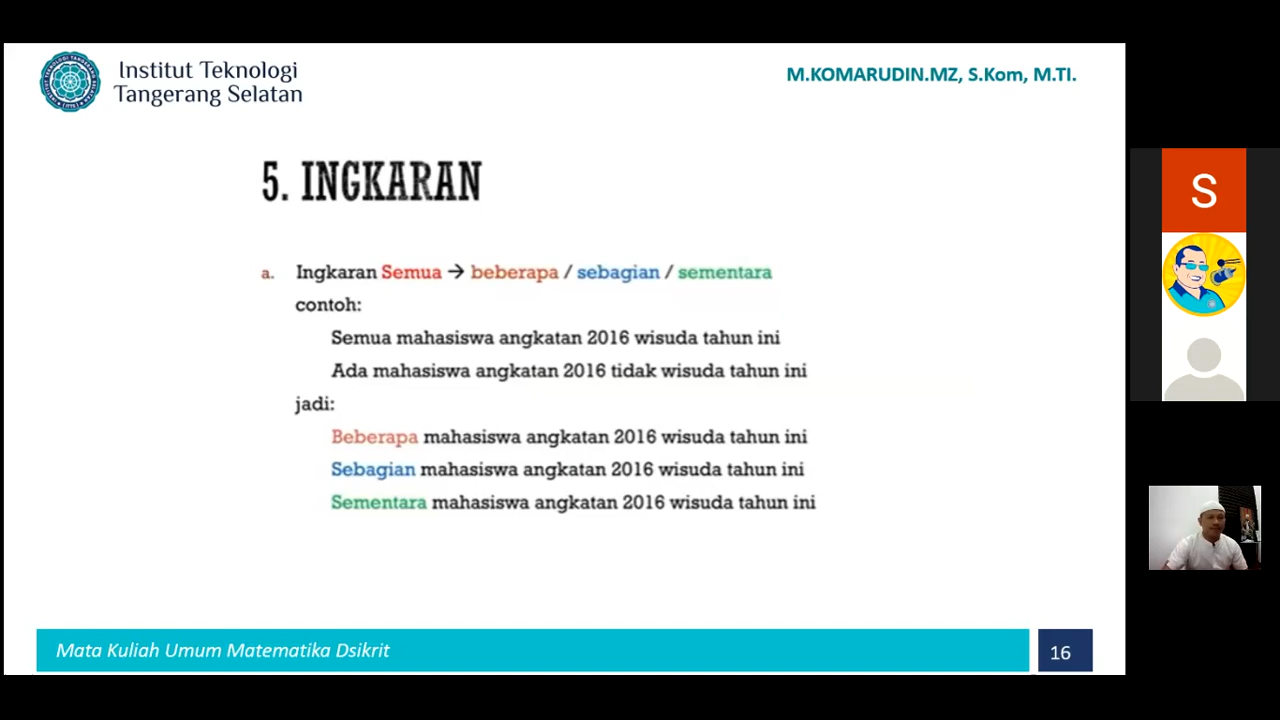 Institut Teknologi
Tangerang Selatan
M.KOMARUDIN.MZ, S.Kom, M.TI.
5. INGKARAN
a. Ingkaran Semua → beberapa / sebagian / sementara
contoh:
Semua mahasiswa angkatan 2016 wisuda tahun ini
Ada mahasiswa angkatan 2016 tidak wisuda tahun ini
jadi:
Beberapa mahasiswa angkatan 2016 wisuda tahun ini
Sebagian mahasiswa angkatan 2016 wisuda tahun ini
Sementara mahasiswa angkatan 2016 wisuda tahun ini
Mata Kuliah Umum Matematika Dsikrit
16
S